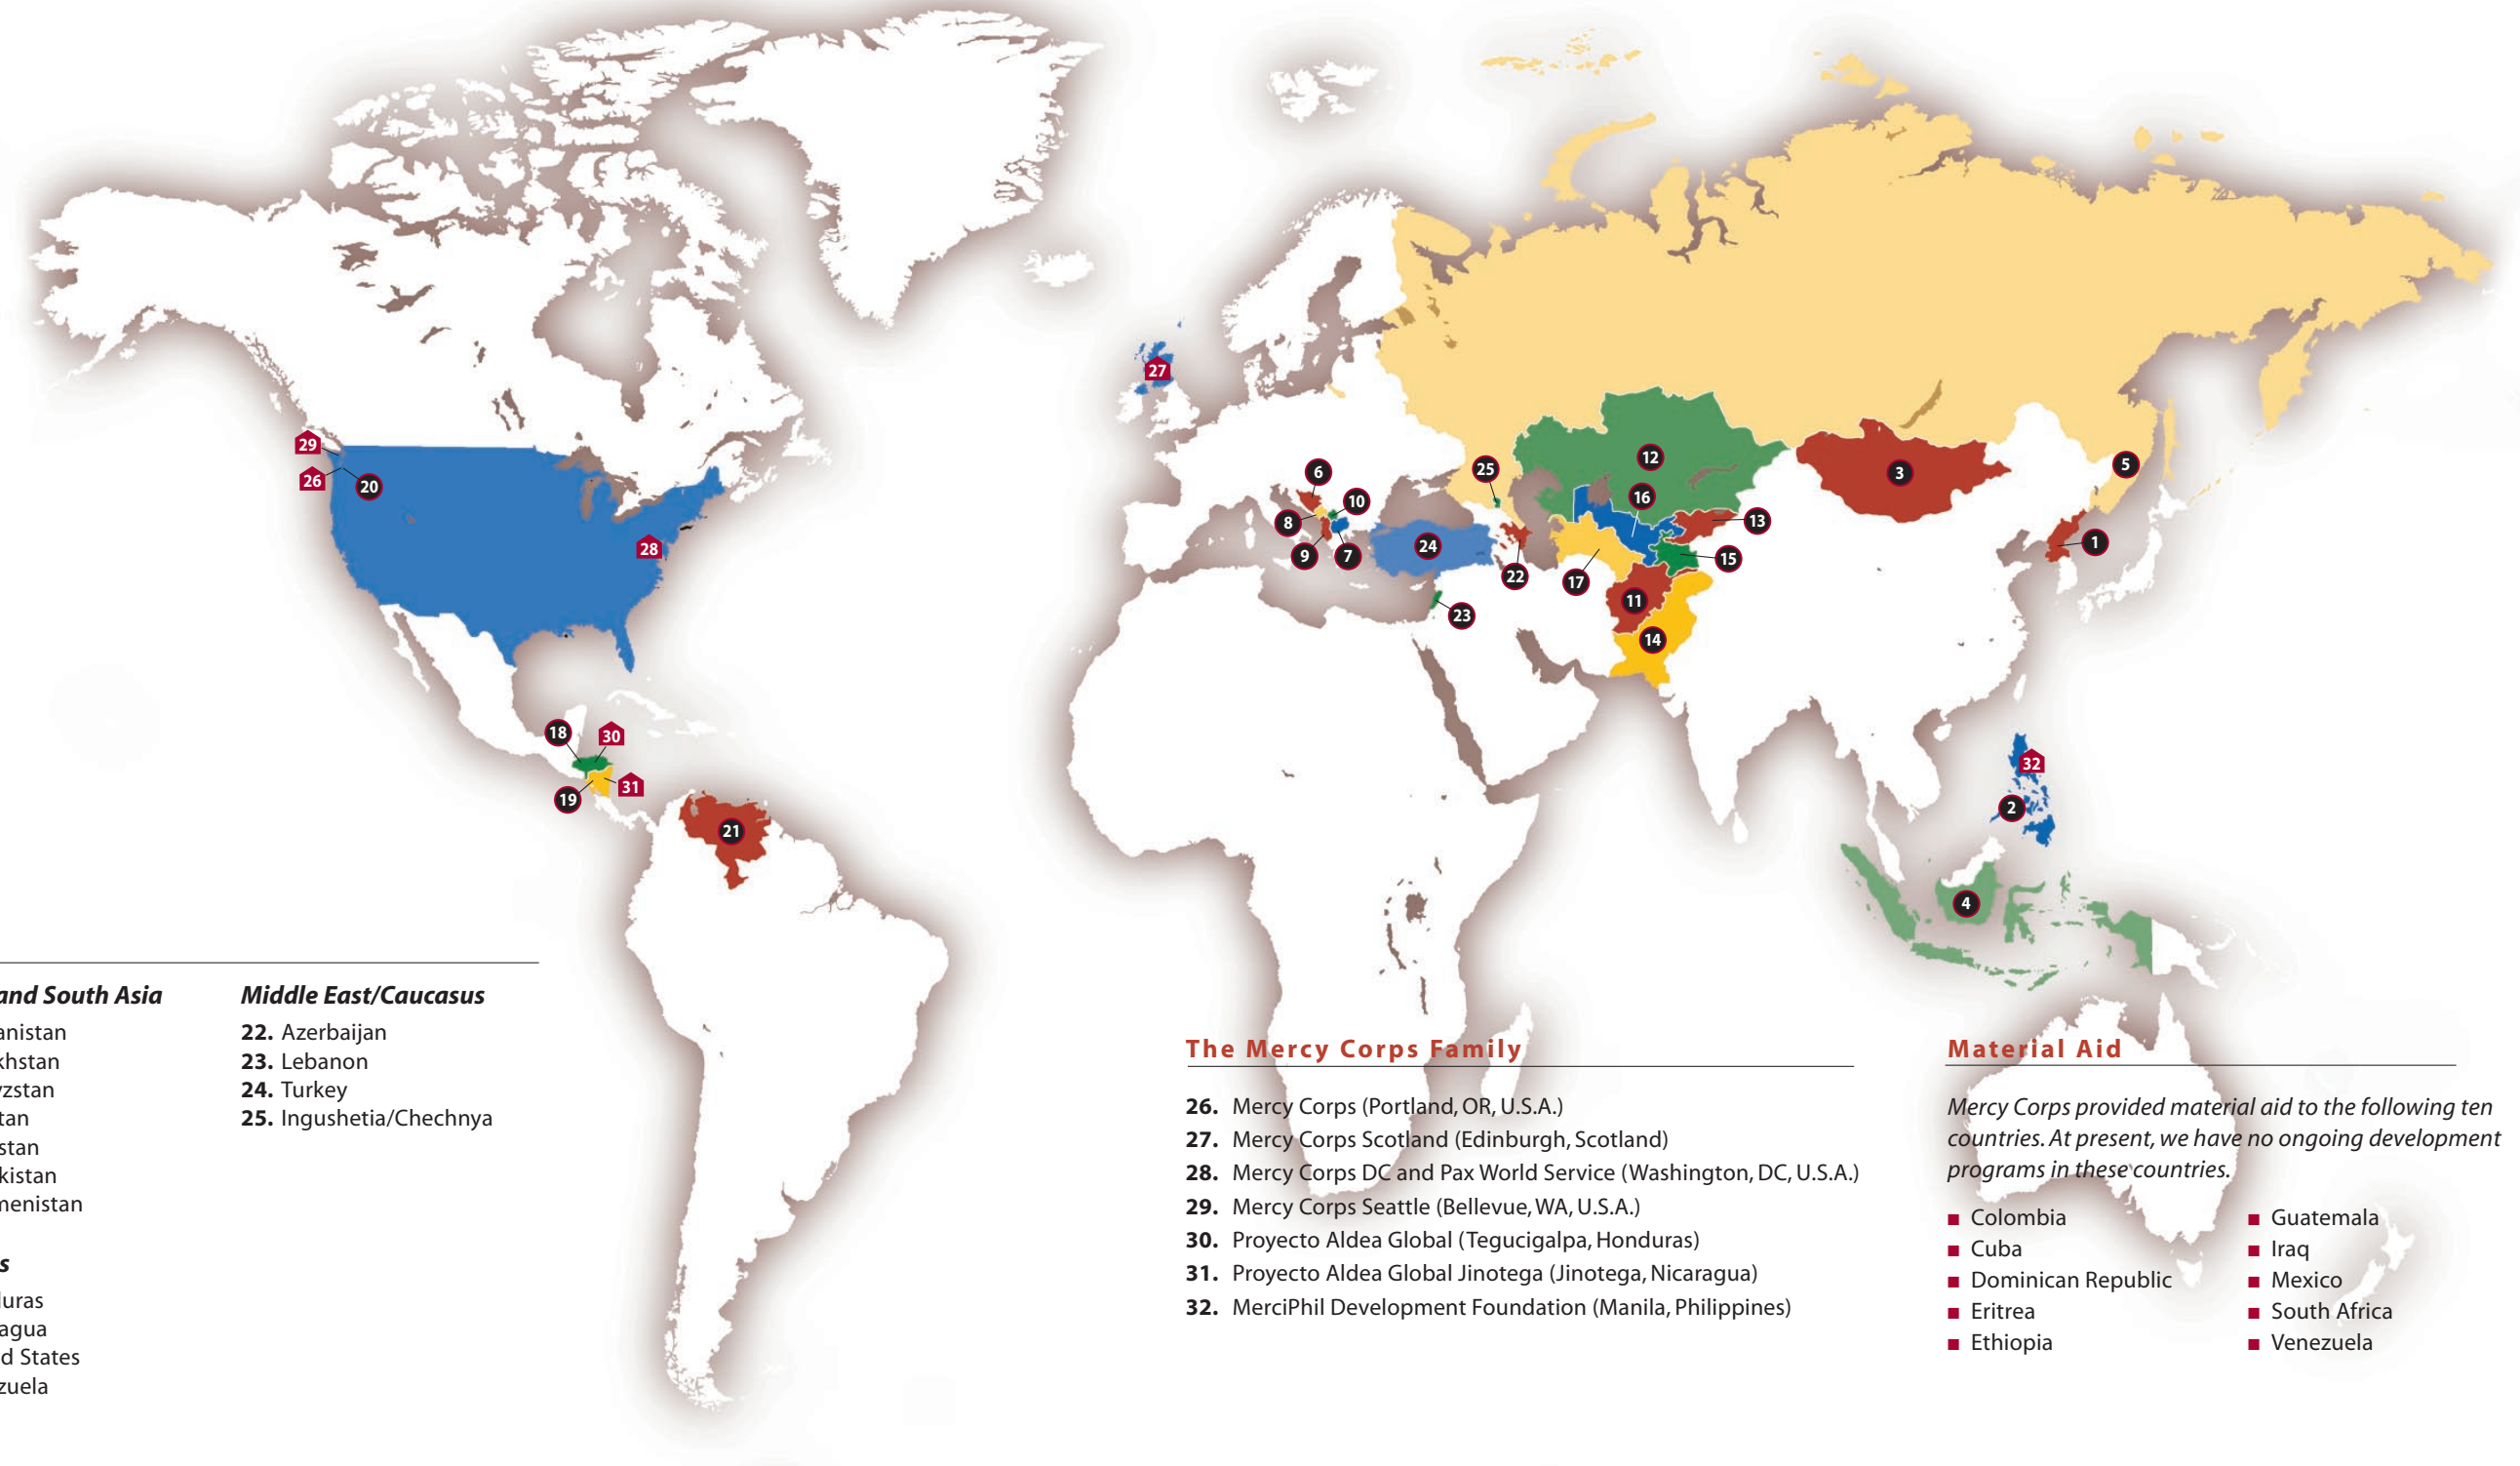 29
26
20
28
18
30
19
31
21
27
6
10
8
9
7
24
25
22
23
12
16
13
15
17
11
14
3
5
1
32
2
4
and South Asia
anistan
khstan
yzstan
tan
stan
kistan
menistan
s
duras
agua
d States
zuela
Middle East/Caucasus
22. Azerbaijan
23. Lebanon
24. Turkey
25. Ingushetia/Chechnya
The Mercy Corps Family
26. Mercy Corps (Portland, OR, U.S.A.)
27. Mercy Corps Scotland (Edinburgh, Scotland)
28. Mercy Corps DC and Pax World Service (Washington, DC, U.S.A.)
29. Mercy Corps Seattle (Bellevue, WA, U.S.A.)
30. Proyecto Aldea Global (Tegucigalpa, Honduras)
31. Proyecto Aldea Global Jinotega (Jinotega, Nicaragua)
32. MerciPhil Development Foundation (Manila, Philippines)
Material Aid
Mercy Corps provided material aid to the following ten
countries. At present, we have no ongoing development
programs in these countries.
■ Colombia
■ Cuba
■ Dominican Republic
■ Eritrea
■ Ethiopia
■ Guatemala
■ Iraq
■ Mexico
■ South Africa
■ Venezuela